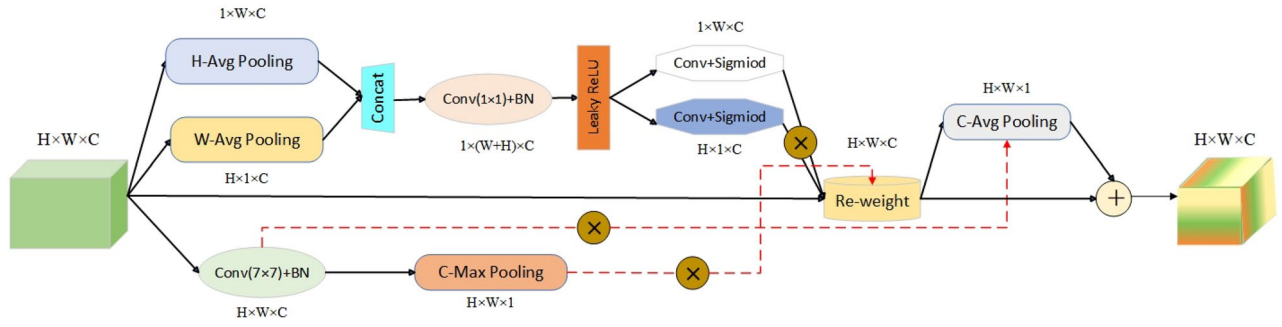 1×W×C
H-Avg Pooling
Concat
Conv(1×1)+BN
1×(W+H)×C
Leaky ReLU
1×W×C
Conv+Sigmiod
Conv+Sigmiod
H×1×C
H×W×C
W-Avg Pooling
H×1×C
H×W×C
Re-weight
H×W×1
C-Avg Pooling
H×W×C
Conv(7×7)+BN
H×W×C
C-Max Pooling
H×W×1